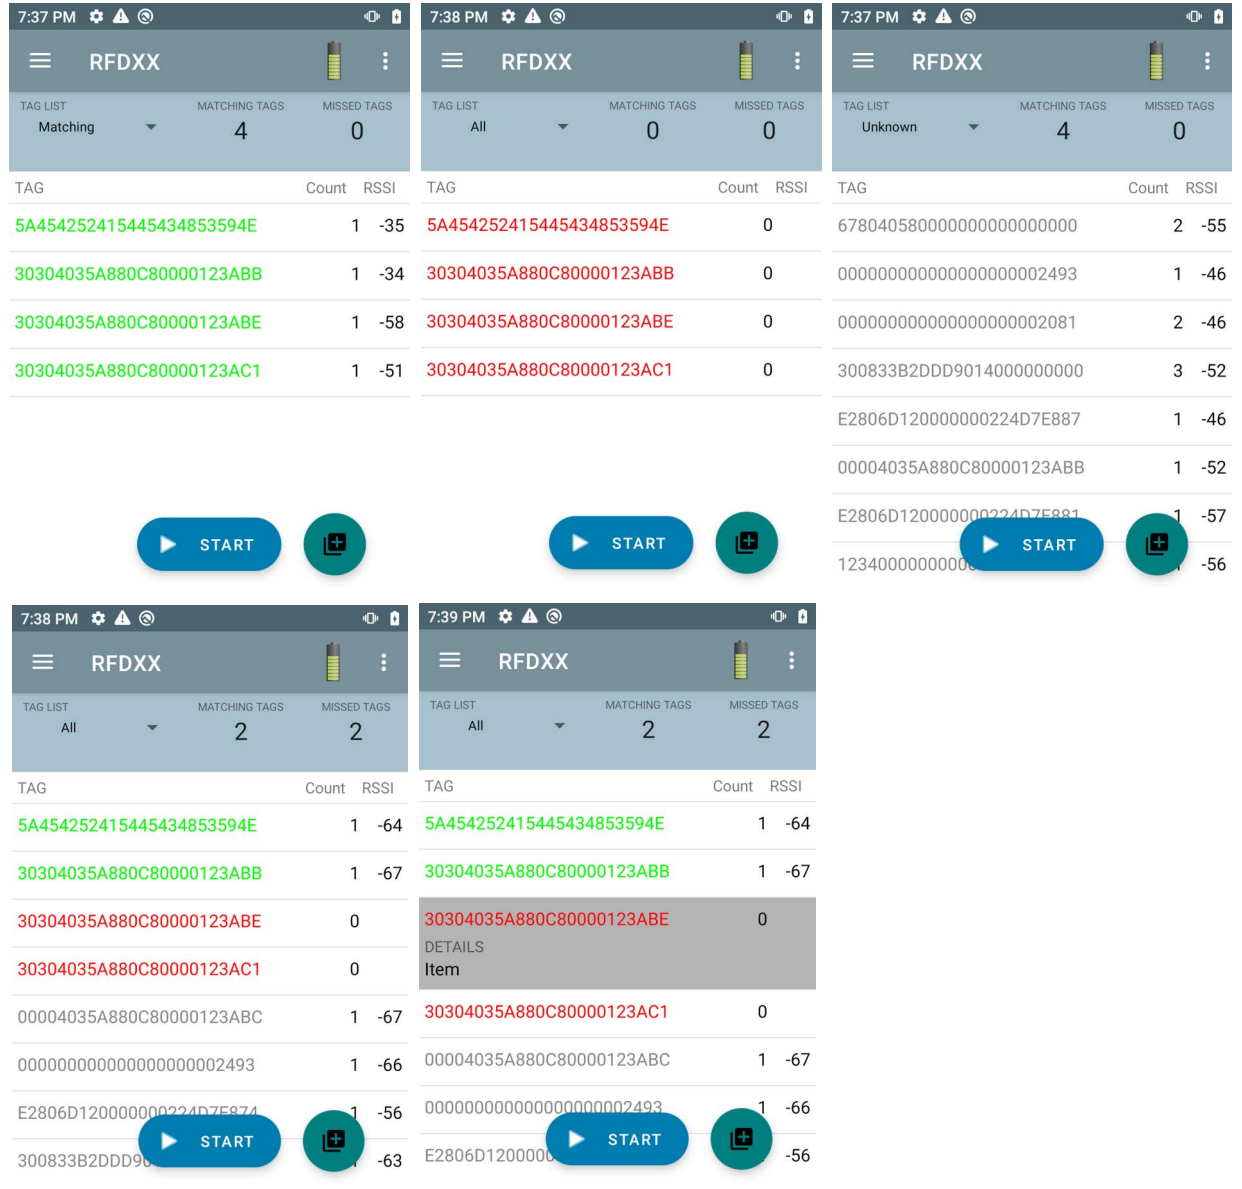 7:37 PM
RFDXX
TAG LIST MATCHING TAGS MISSED TAGS
Matching 4 0
TAG Count RSSI
5A454252415445434853594E 1 -35
30304035A880C80000123ABB 1 -34
30304035A880C80000123ABE 1 -58
30304035A880C80000123AC1 1 -51
START
7:38 PM
RFDXX
TAG LIST MATCHING TAGS MISSED TAGS
All 0 0
TAG Count RSSI
5A454252415445434853594E 0
30304035A880C80000123ABB 0
30304035A880C80000123ABE 0
30304035A880C80000123AC1 0
START
7:37 PM
RFDXX
TAG LIST MATCHING TAGS MISSED TAGS
Unknown 4 0
TAG Count RSSI
678040580000000000000000 2 -55
000000000000000000002493 1 -46
000000000000000000002081 2 -46
300833B2DDD9014000000000 3 -52
E2806D120000000224D7E887 1 -46
00004035A880C80000123ABB 1 -52
E2806D120000000224D7E881 1 -57
-56
START
7:38 PM
RFDXX
TAG LIST MATCHING TAGS MISSED TAGS
All 2 2
TAG Count RSSI
5A454252415445434853594E 1 -64
30304035A880C80000123ABB 1 -67
30304035A880C80000123ABE 0
30304035A880C80000123AC1 0
00004035A880C80000123ABC 1 -67
000000000000000000002493 1 -66
E2806D120000000224D7E874 1 -56
300833B2DDD90 -63
START
7:39 PM
RFDXX
TAG LIST MATCHING TAGS MISSED TAGS
All 2 2
TAG Count RSSI
5A454252415445434853594E 1 -64
30304035A880C80000123ABB 1 -67
30304035A880C80000123ABE 0
DETAILS
Item
30304035A880C80000123AC1 0
00004035A880C80000123ABC 1 -67
000000000000000000002493 1 -66
E2806D1200000 -56
START